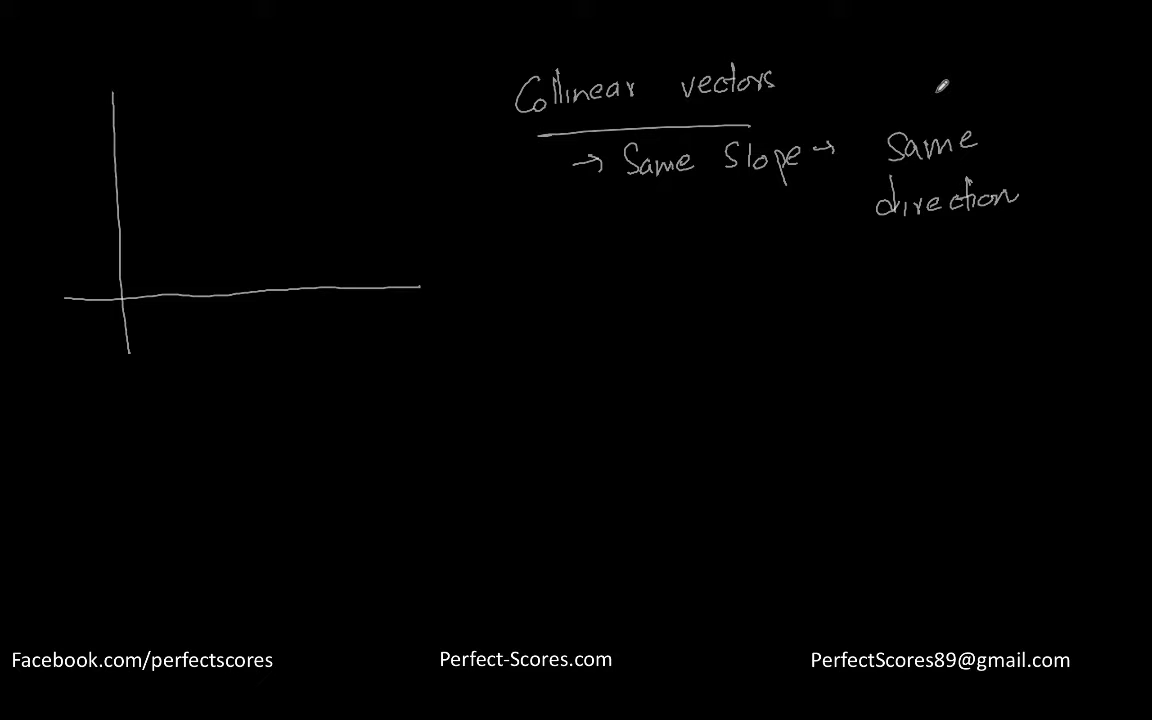 Collinear vectors
→ Same Slope → Same
direction
Facebook.com/perfectscores
Perfect-Scores.com
PerfectScores89@gmail.com